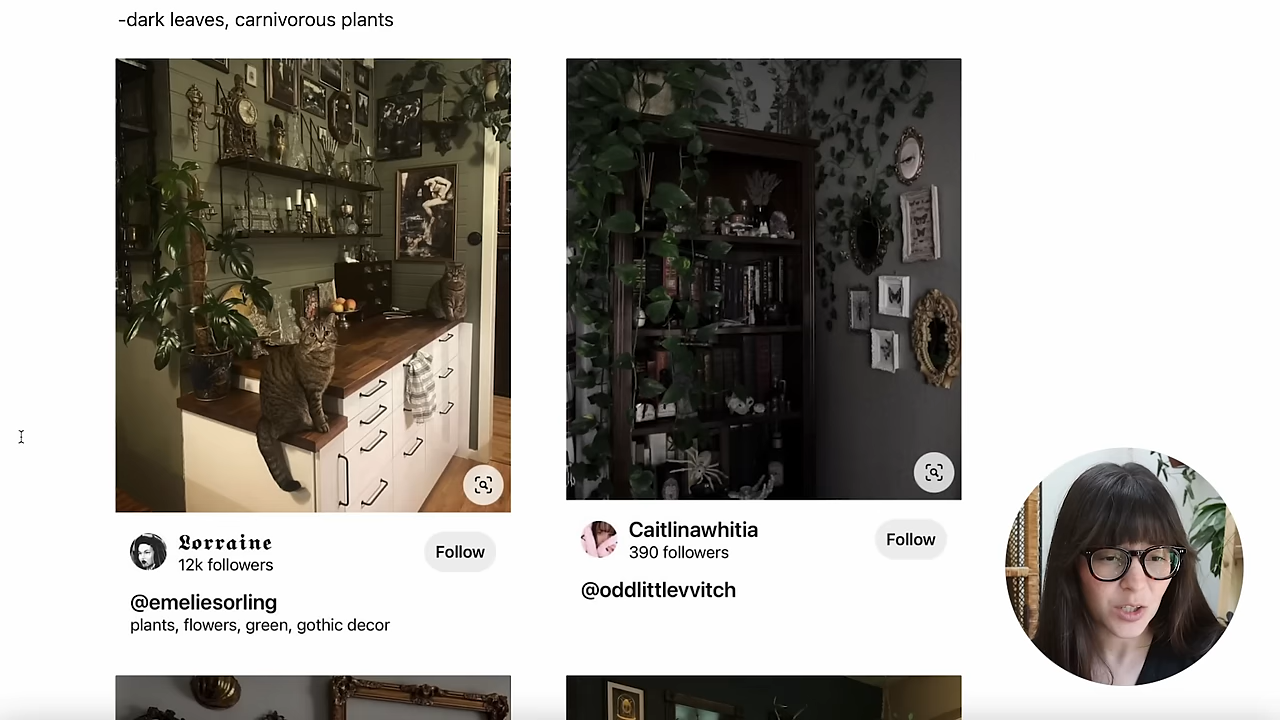 -dark leaves, carnivorous plants
𝕷𝖔𝖗𝖗𝖆𝖎𝖓𝖊
12k followers
Follow
@emeliesorling
plants, flowers, green, gothic decor
Caitlinawhitia
390 followers
Follow
@oddlittlevvitch